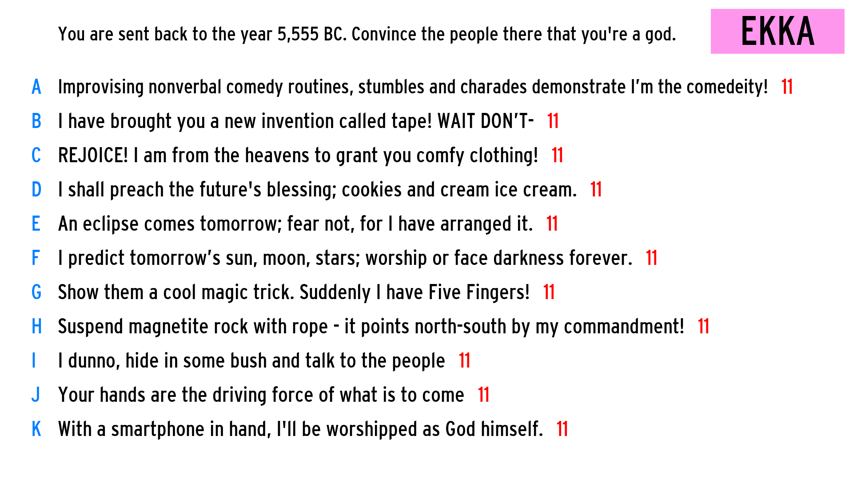 You are sent back to the year 5,555 BC. Convince the people there that you're a god.
EKKA
A Improvising nonverbal comedy routines, stumbles and charades demonstrate I’m the comedeity! 11
B I have brought you a new invention called tape! WAIT DON’T- 11
C REJOICE! I am from the heavens to grant you comfy clothing! 11
D I shall preach the future's blessing; cookies and cream ice cream. 11
E An eclipse comes tomorrow; fear not, for I have arranged it. 11
F I predict tomorrow’s sun, moon, stars; worship or face darkness forever. 11
G Show them a cool magic trick. Suddenly I have Five Fingers! 11
H Suspend magnetite rock with rope - it points north-south by my commandment! 11
I I dunno, hide in some bush and talk to the people 11
J Your hands are the driving force of what is to come 11
K With a smartphone in hand, I'll be worshipped as God himself. 11